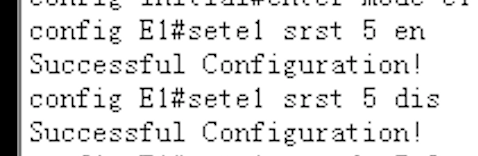 config E1#sete1 srst 5 en
Successful Configuration!
config E1#sete1 srst 5 dis
Successful Configuration!